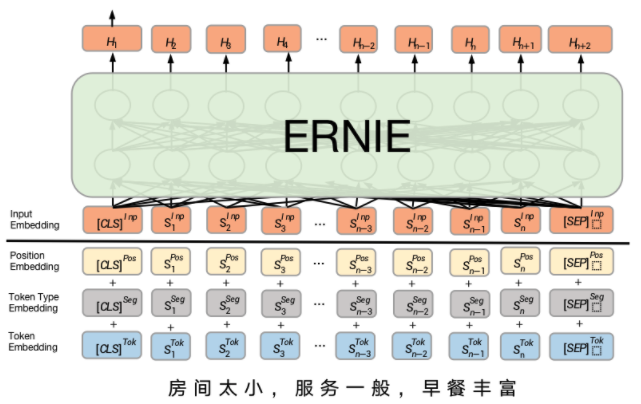 H1 H2 H3 H4 ... Hn-2 Hn-1 Hn Hn+1 Hn+2
ERNIE
Input Embedding [CLS]Inp S1Inp S2Inp S3Inp ... Sn-3Inp Sn-2Inp Sn-1Inp SnInp [SEP]Inp
Position Embedding [CLS]Pos S1Pos S2Pos S3Pos ... Sn-3Pos Sn-2Pos Sn-1Pos SnPos [SEP]Pos
+ + + + + + + + +
Token Type Embedding [CLS]Seg S1Seg S2Seg S3Seg ... Sn-3Seg Sn-2Seg Sn-1Seg SnSeg [SEP]Seg
+ + + + + + + + +
Token Embedding [CLS]Tok S1Tok S2Tok S3Tok ... Sn-3Tok Sn-2Tok Sn-1Tok SnTok [SEP]Tok
房间太小，服务一般，早餐丰富